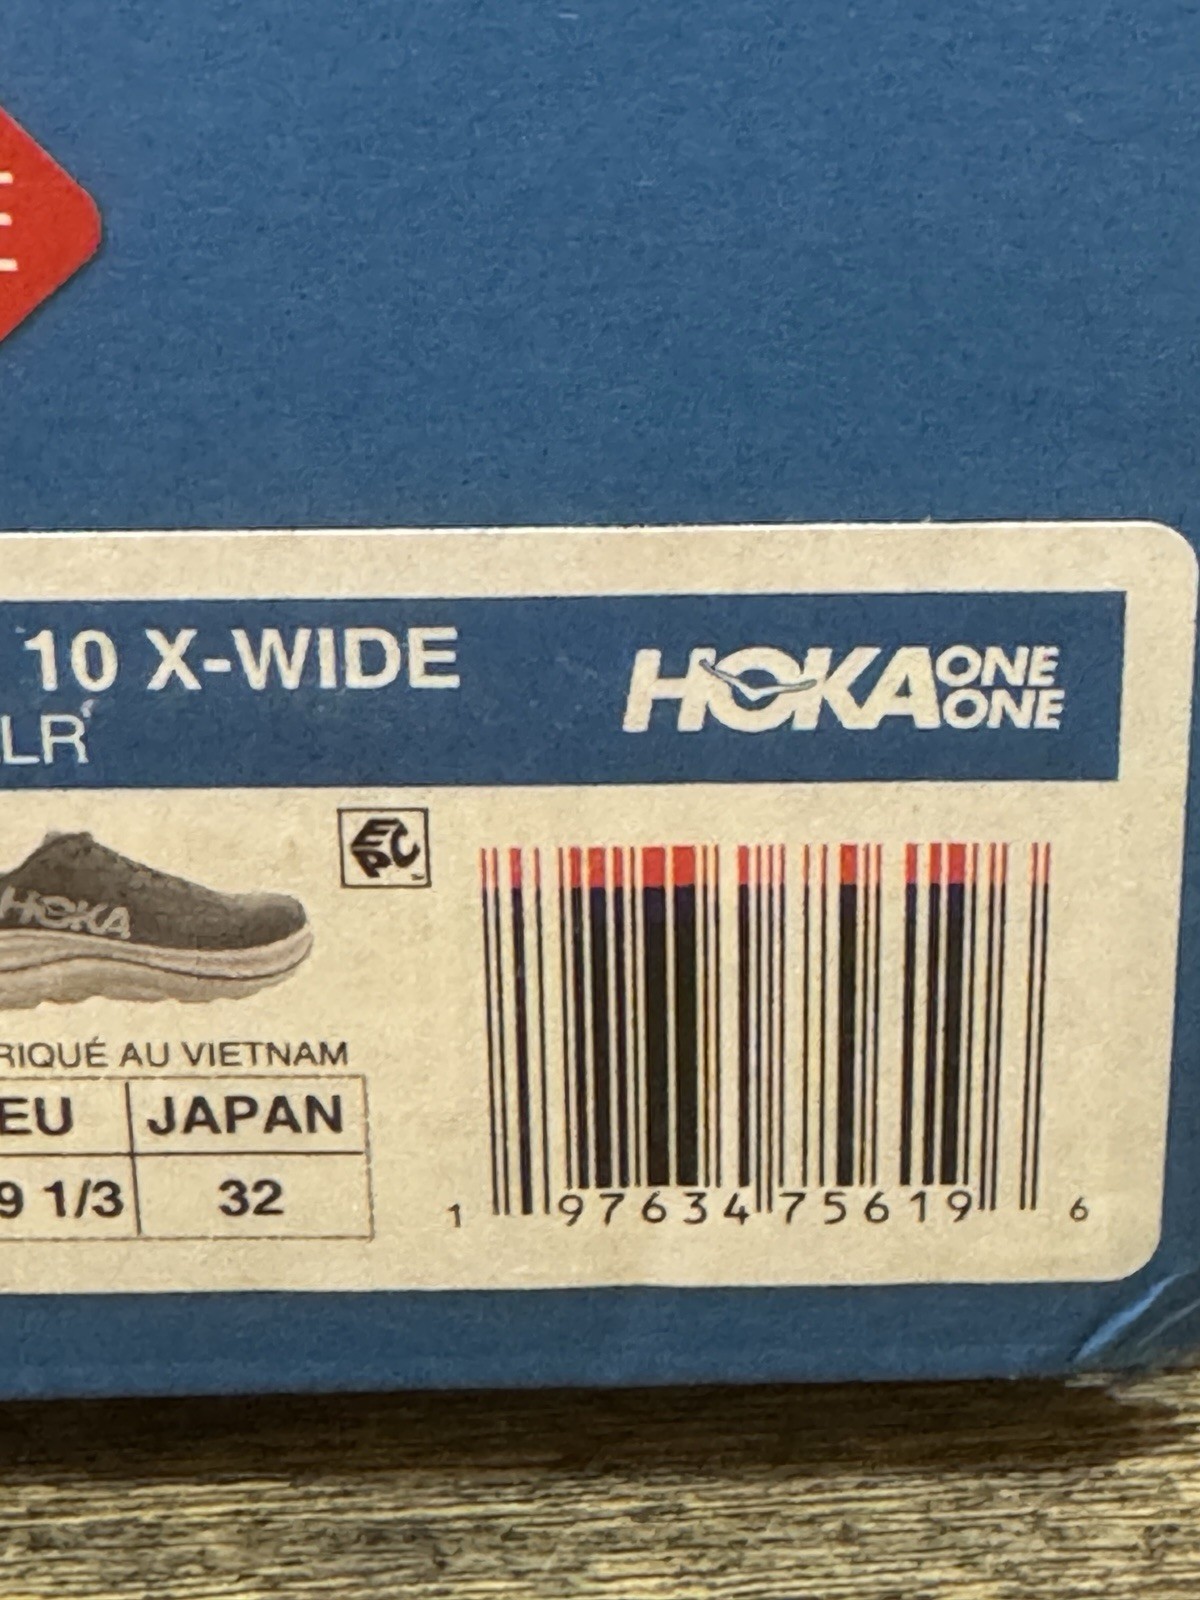 E
10 X-WIDE
LR
HOKA ONE ONE
EPC
HOKA
RIQUÉ AU VIETNAM
EU JAPAN
9 1/3 32
1 97634 75619 6